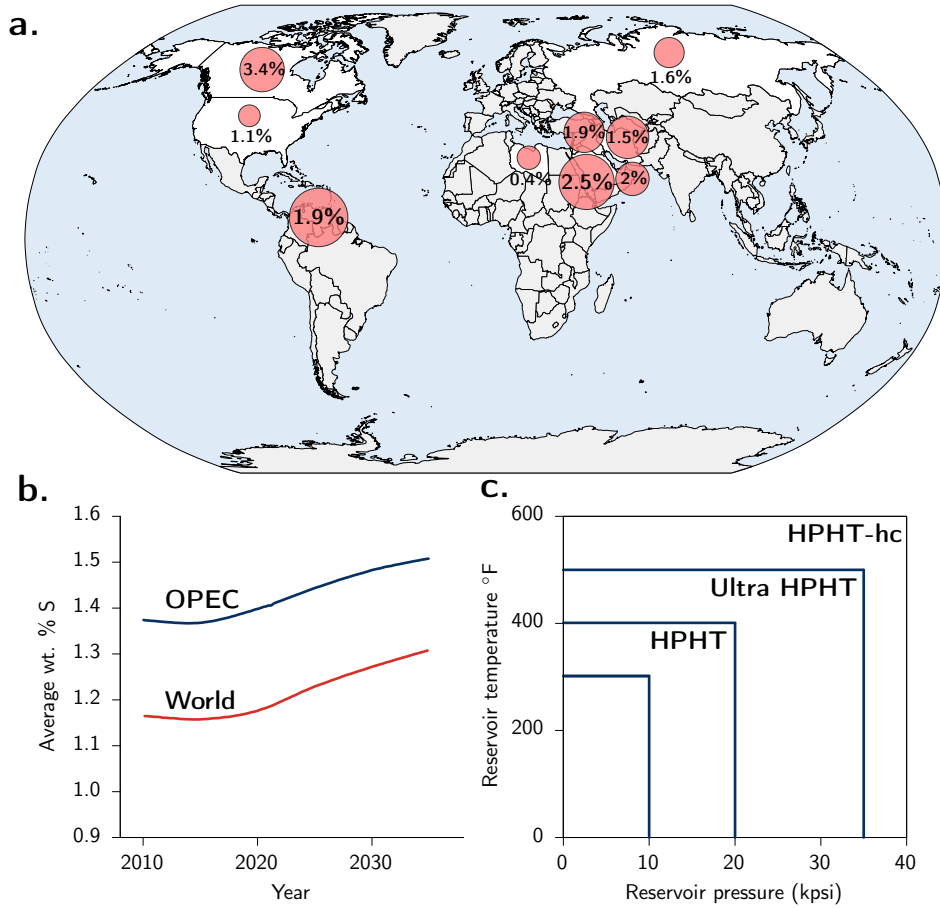 a.
3.4%
1.6%
1.1%
1.9%
1.5%
0.4%
2.5%
2%
1.9%
b.
1.6
1.5
1.4
1.3
1.2
1.1
1.0
0.9
Average wt. % S
OPEC
World
2010
2020
2030
Year
c.
600
400
200
0
Reservoir temperature °F
HPHT-hc
Ultra HPHT
HPHT
0
10
20
30
40
Reservoir pressure (kpsi)